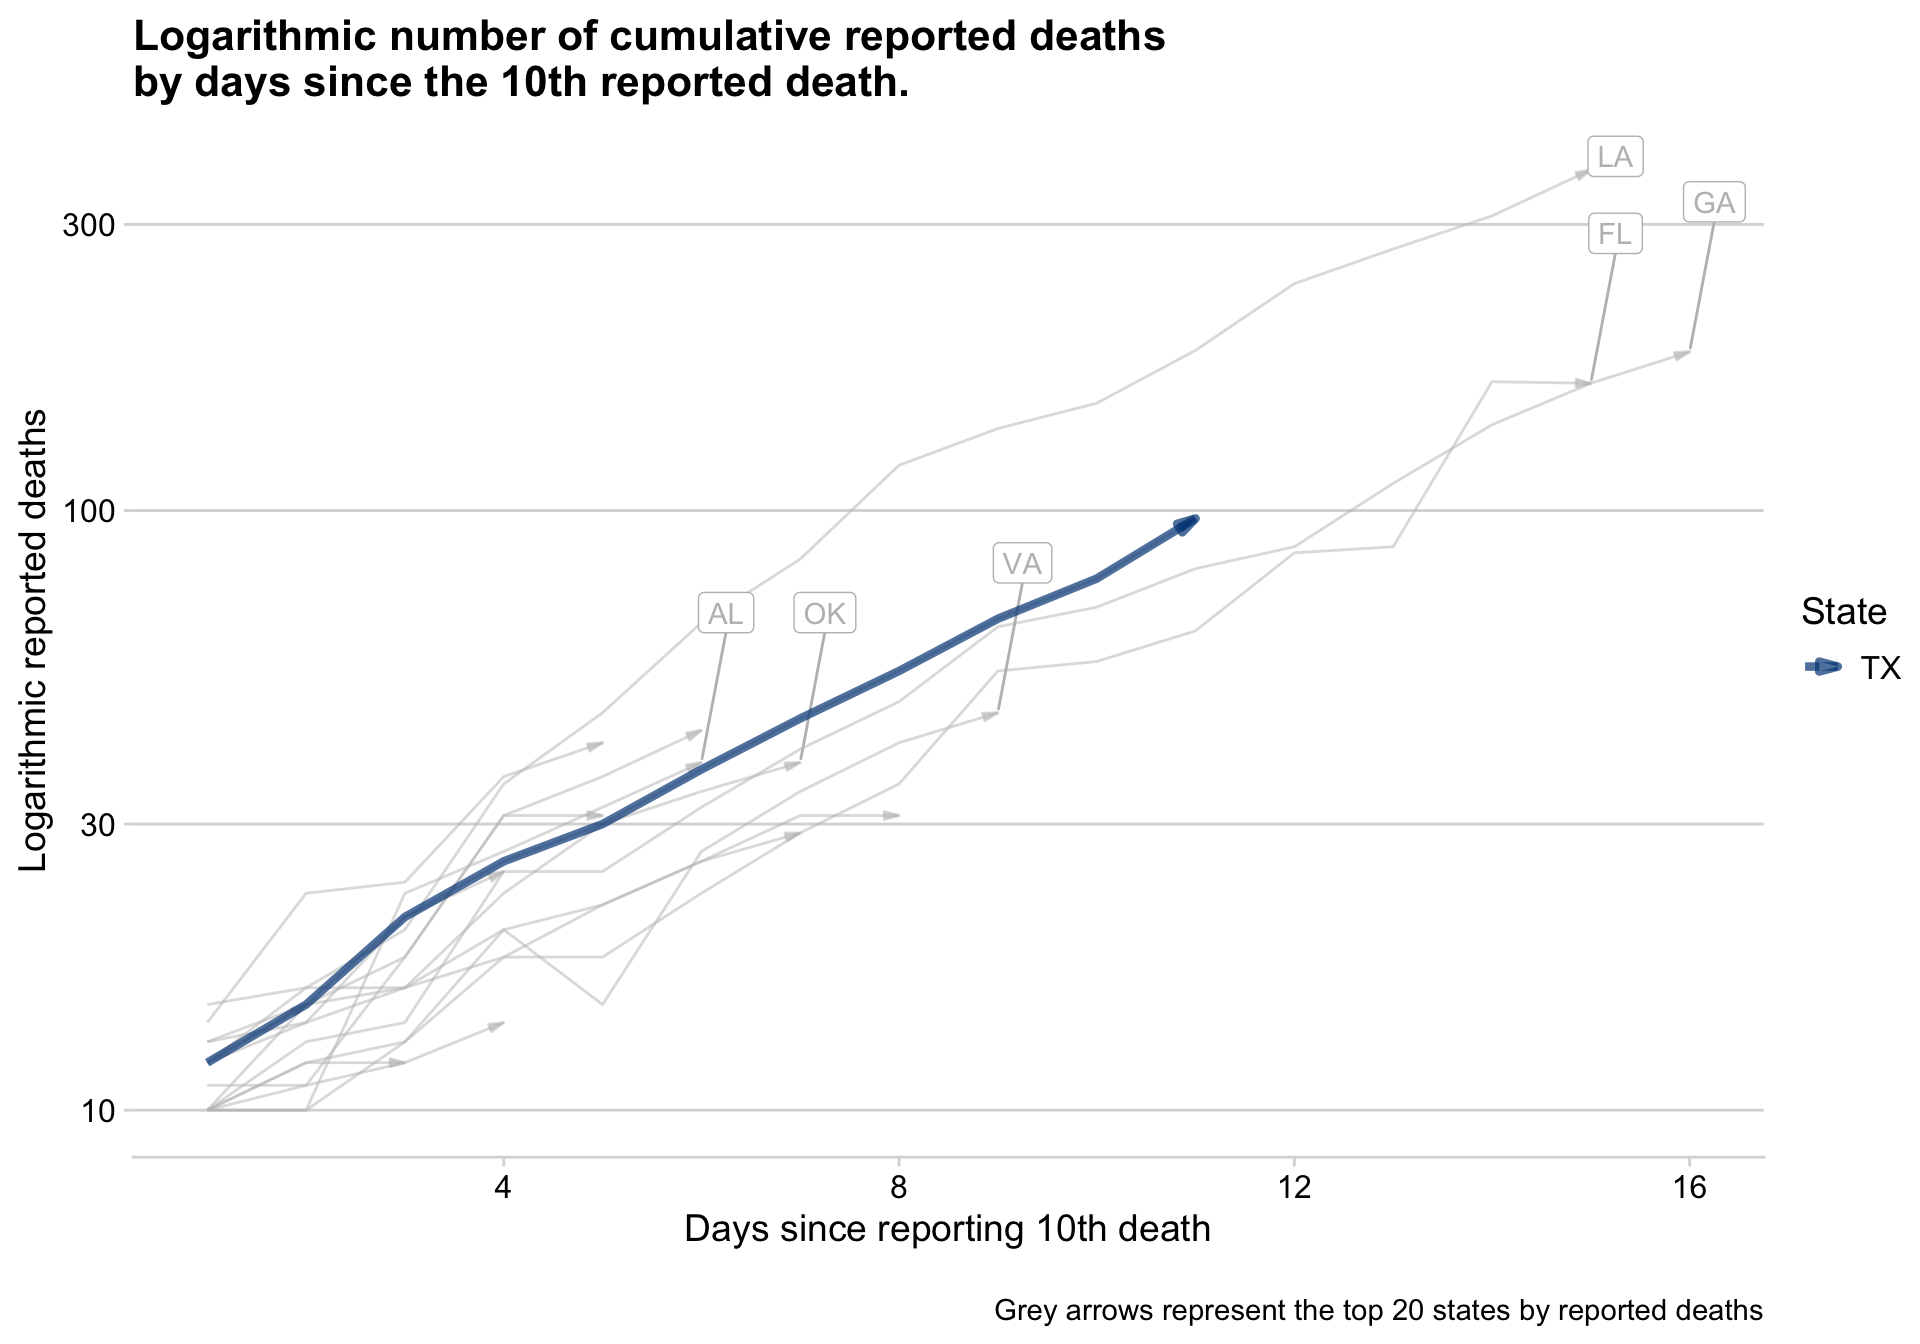 Logarithmic number of cumulative reported deaths
by days since the 10th reported death.
LA
GA
FL
300
100
VA
AL
OK
30
10
Logarithmic reported deaths
State
TX
4
8
12
16
Days since reporting 10th death
Grey arrows represent the top 20 states by reported deaths